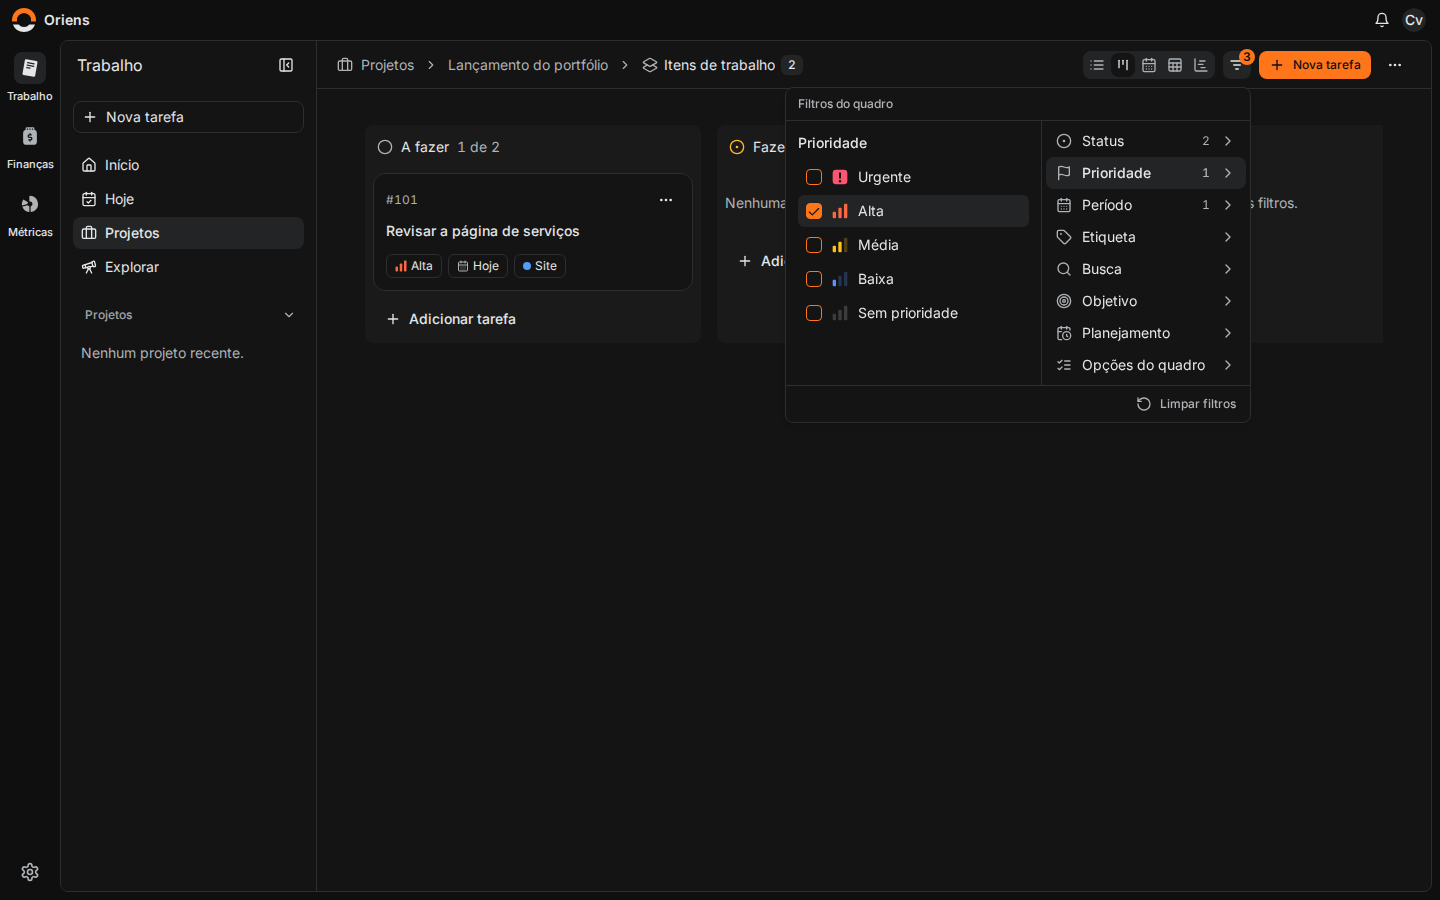 Oriens
Cv
Trabalho
Finanças
Métricas
Trabalho
Nova tarefa
Início
Hoje
Projetos
Explorar
Projetos
Nenhum projeto recente.
Projetos
Lançamento do portfólio
Itens de trabalho 2
3
Nova tarefa
A fazer 1 de 2
#101
Revisar a página de serviços
Alta
Hoje
Site
Adicionar tarefa
Filtros do quadro
Prioridade
Urgente
Alta
Média
Baixa
Sem prioridade
Status 2
Prioridade 1
Período 1
Etiqueta
Busca
Objetivo
Planejamento
Opções do quadro
Limpar filtros
filtros.